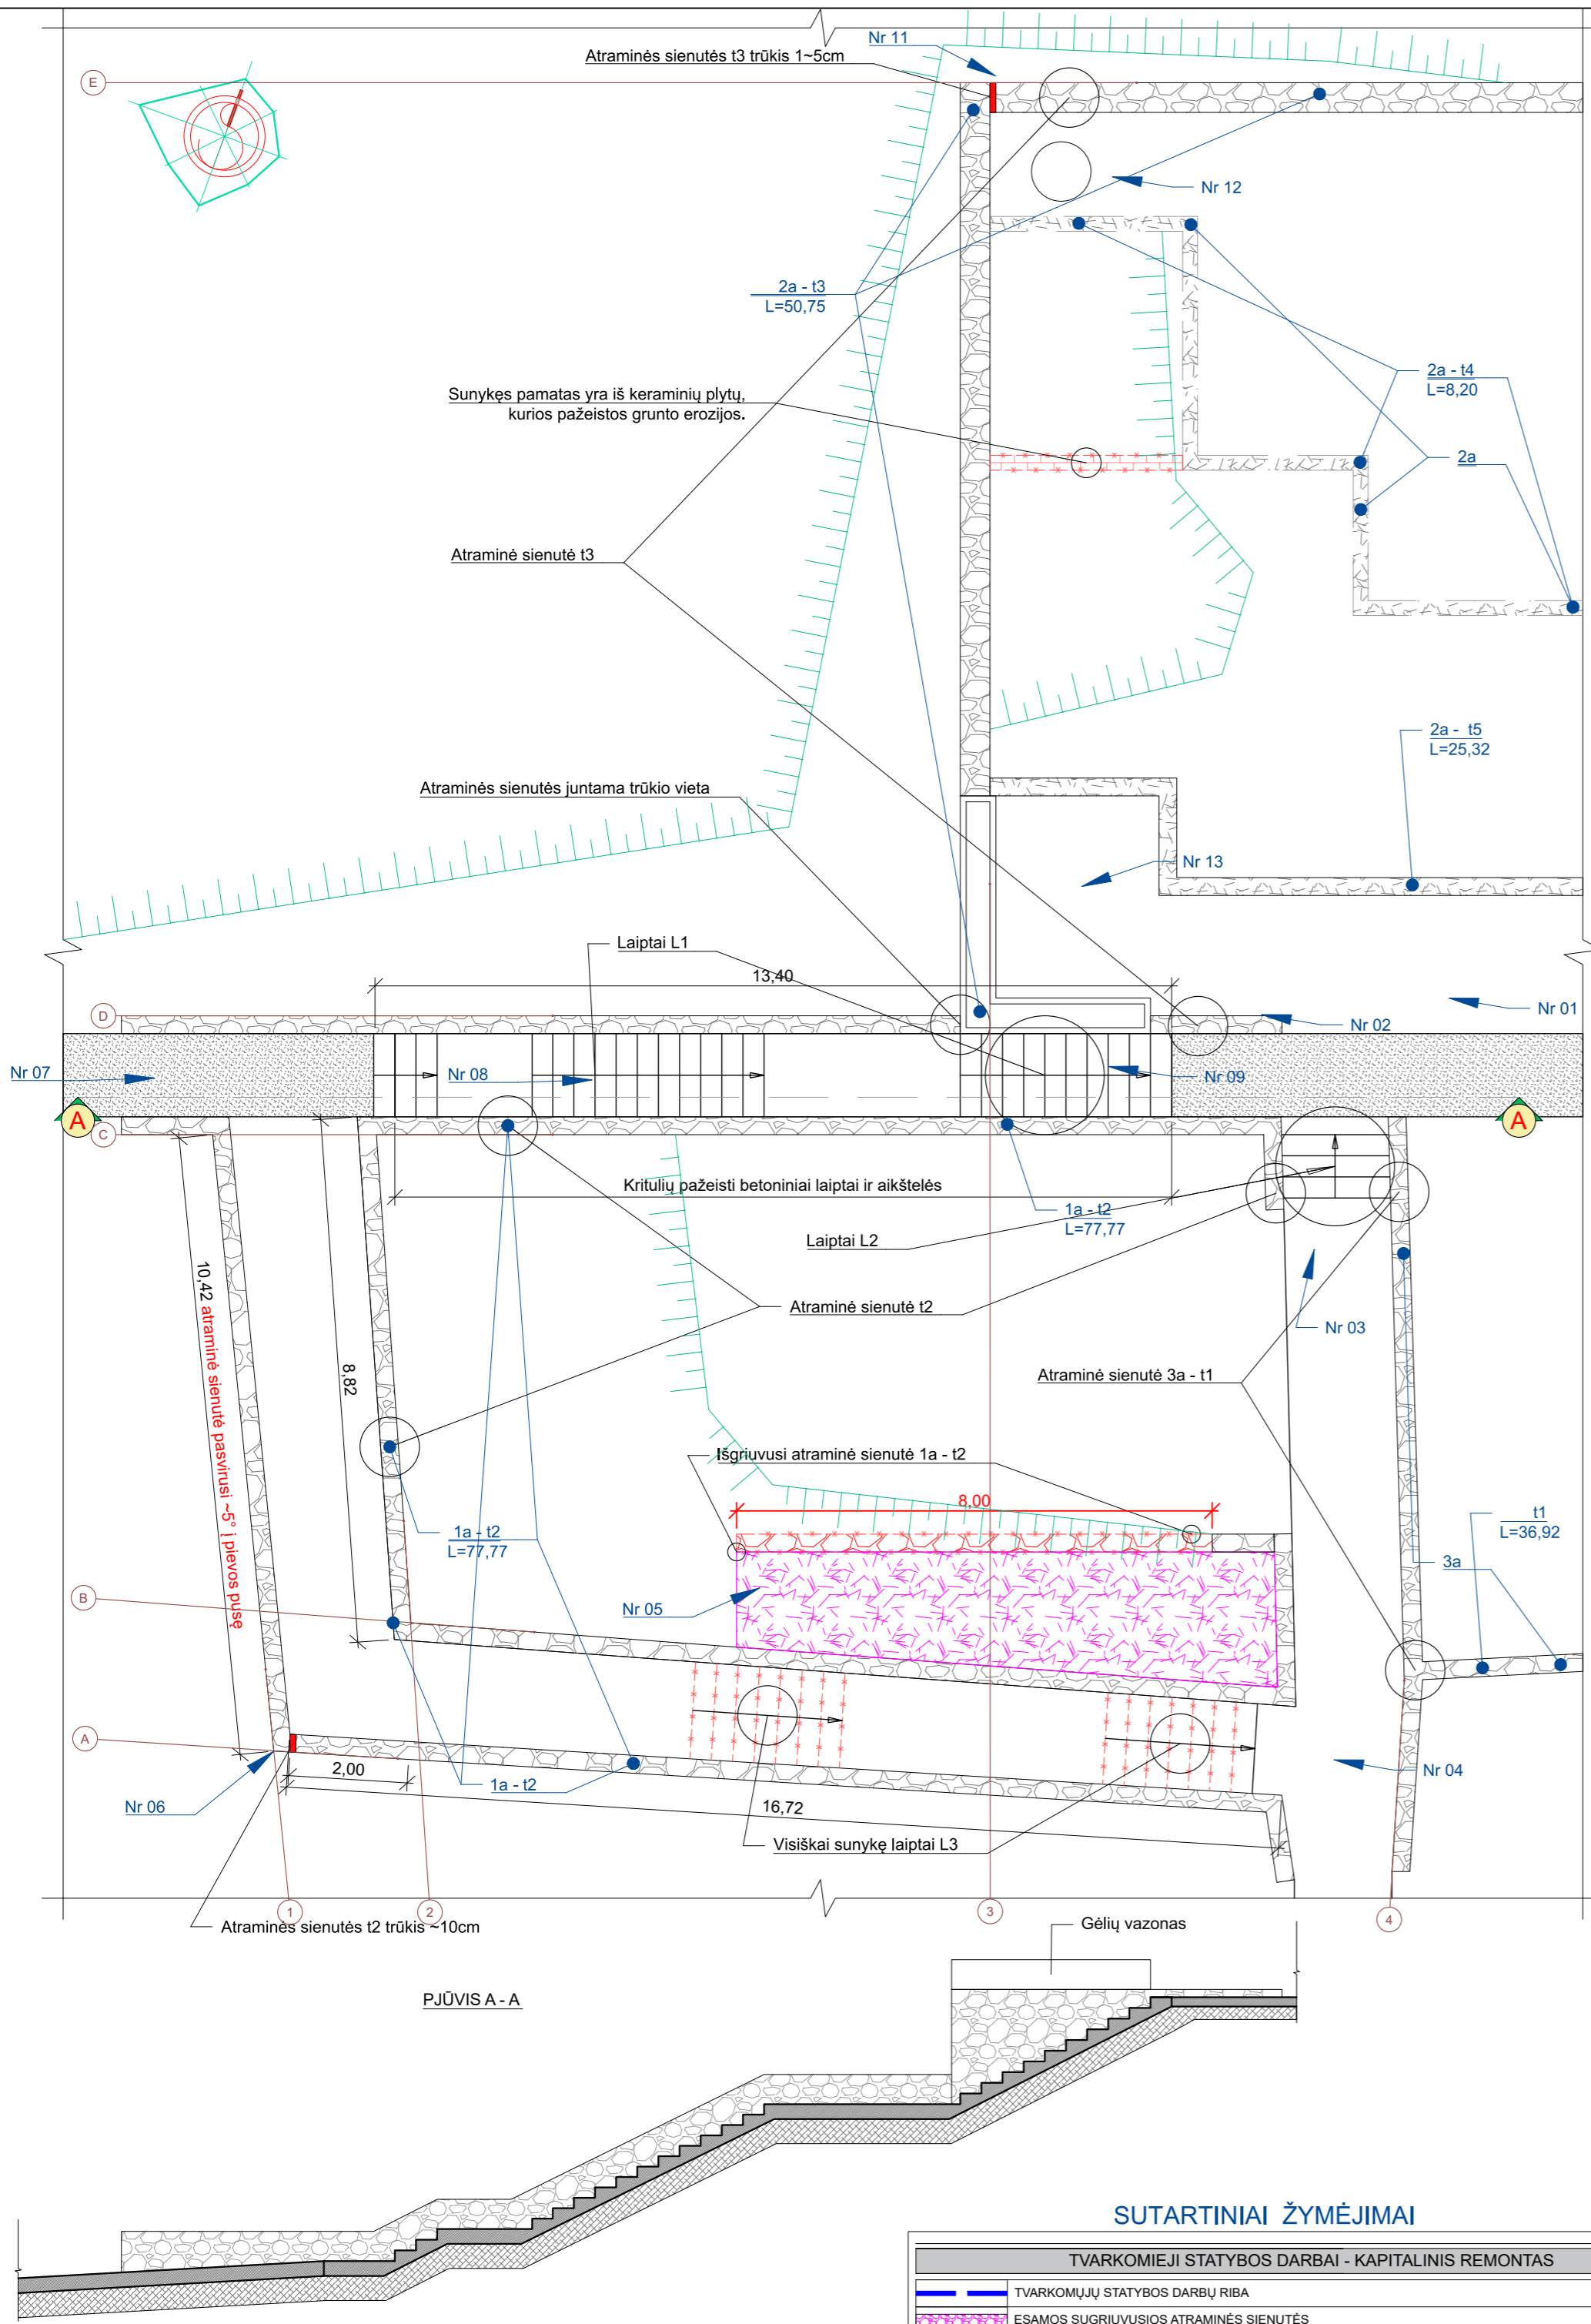 Nr 11
Atraminės sienutės t3 trūkis 1~5cm
E
Nr 12
2a - t3
L=50,75
2a - t4
L=8,20
Sunykęs pamatas yra iš keraminių plytų,
kurios pažeistos grunto erozijos.
2a
Atraminė sienutė t3
2a - t5
L=25,32
Atraminės sienutės juntama trūkio vieta
Nr 13
Laiptai L1
13,40
Nr 01
D
Nr 02
Nr 07
Nr 08
Nr 09
A
A
C
Kritulių pažeisti betoniniai laiptai ir aikštelės
1a - t2
L=77,77
Laiptai L2
10,42 atraminė sienutė pasvirusi ~5° į pievos pusę
Atraminė sienutė t2
Nr 03
8,82
Atraminė sienutė 3a - t1
Išgriuvusi atraminė sienutė 1a - t2
8,00
1a - t2
L=77,77
t1
L=36,92
3a
B
Nr 05
A
2,00
1a - t2
Nr 04
Nr 06
16,72
Visiškai sunykę laiptai L3
1
2
3
4
Atraminės sienutės t2 trūkis ~10cm
Gėlių vazonas
PJŪVIS A - A
SUTARTINIAI ŽYMĖJIMAI
TVARKOMIEJI STATYBOS DARBAI - KAPITALINIS REMONTAS
TVARKOMŲJŲ STATYBOS DARBŲ RIBA
ESAMOS SUGRIUVUSIOS ATRAMINĖS SIENUTĖS